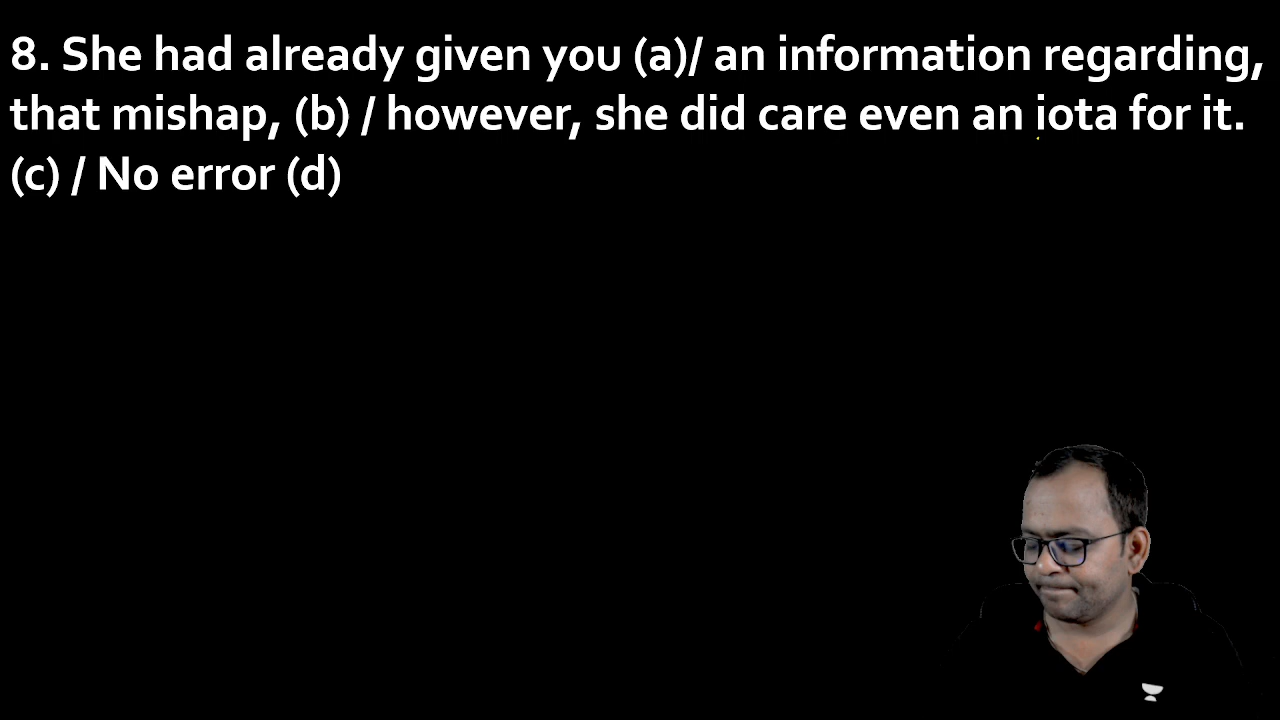 8. She had already given you (a)/ an information regarding,
that mishap, (b) / however, she did care even an iota for it.
(c) / No error (d)